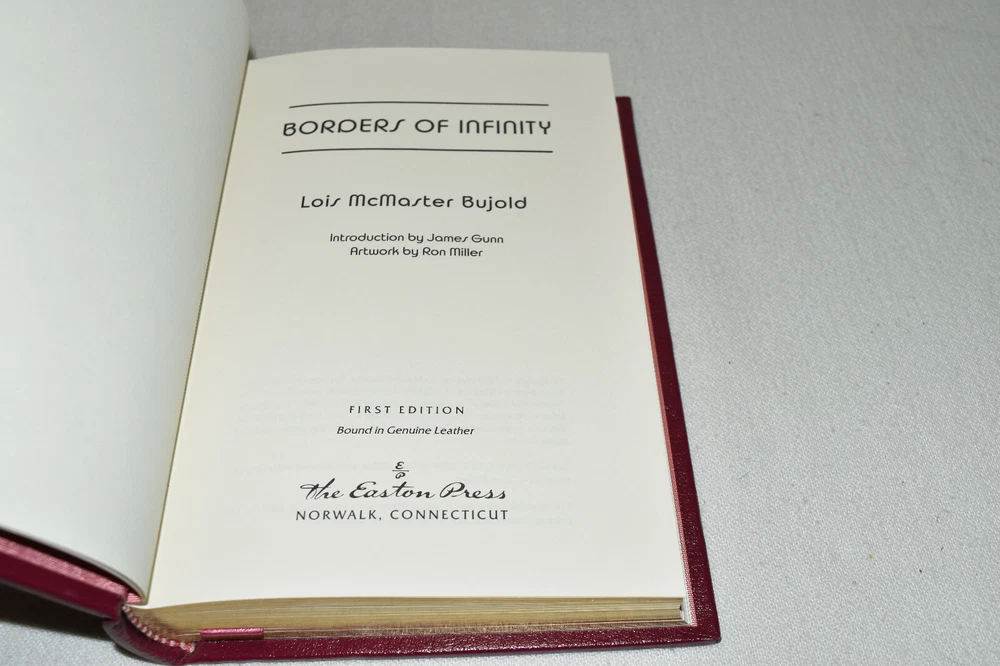 BORDERS OF INFINITY
Lois McMaster Bujold
Introduction by James Gunn
Artwork by Ron Miller
FIRST EDITION
Bound in Genuine Leather
E
P
The Easton Press
NORWALK, CONNECTICUT